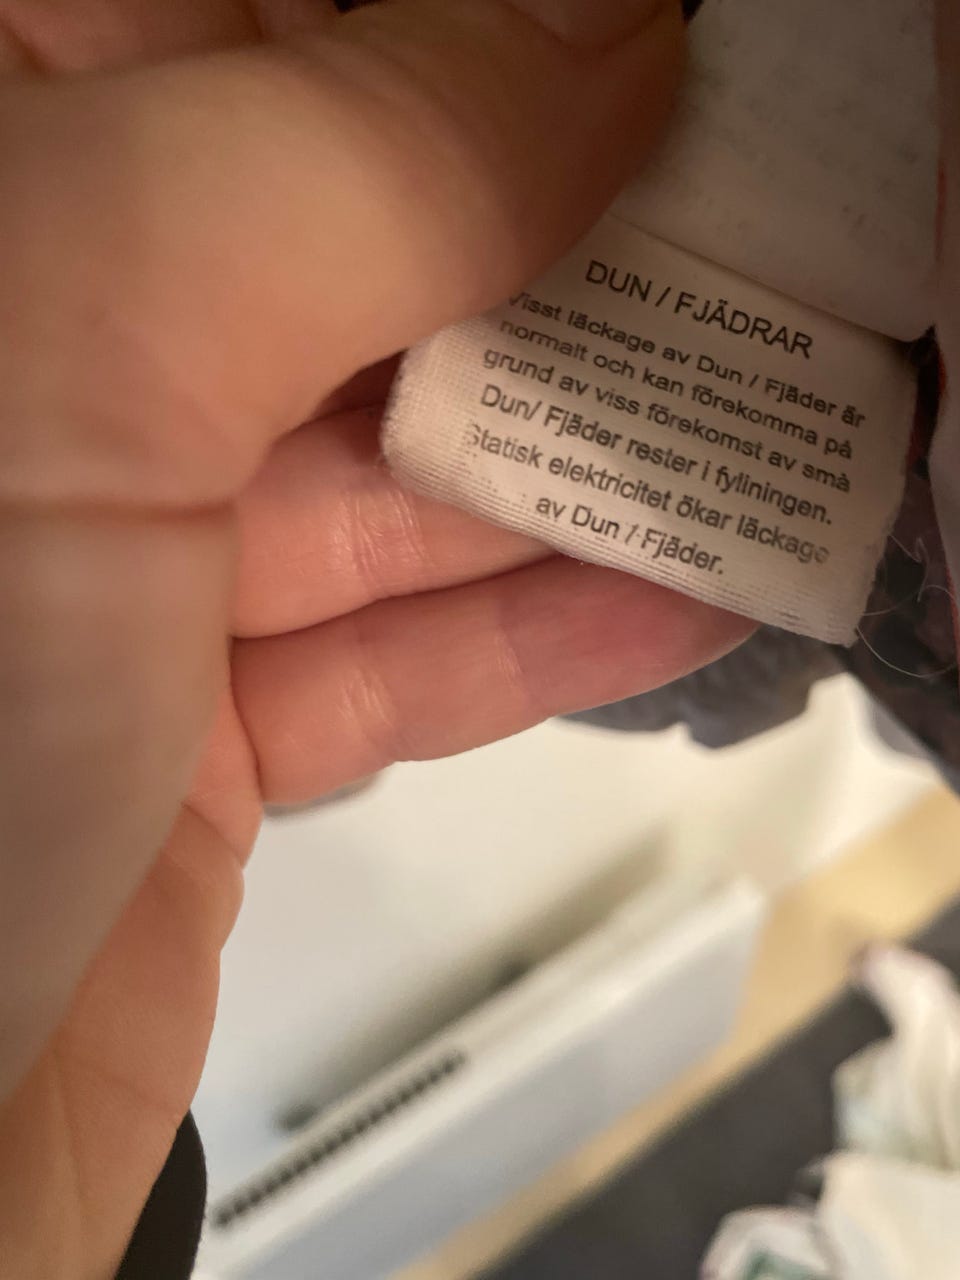 DUN / FJÄDRAR
Visst läckage av Dun / Fjäder är
normalt och kan förekomma på
grund av viss förekomst av små
Dun/ Fjäder rester i fyllningen.
Statisk elektricitet ökar läckage
av Dun / Fjäder.